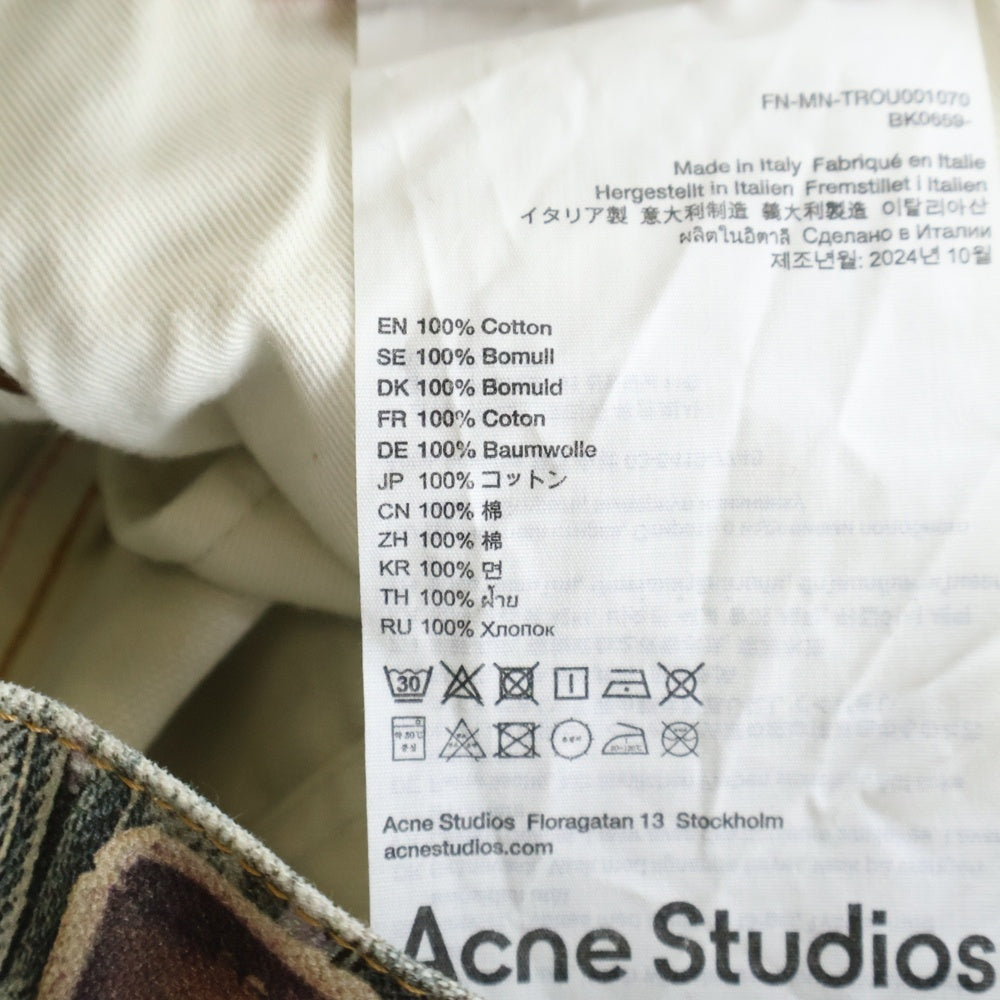 FN-MN-TROU001070
BK0659-
Made in Italy Fabriqué en Italie
Hergestellt in Italien Fremstillet i Italien
イタリア製 意大利制造 義大利製造 이탈리아산
ผลิตในอิตาลี Сделано в Италии
제조년월: 2024년 10월
EN 100% Cotton
SE 100% Bomull
DK 100% Bomuld
FR 100% Coton
DE 100% Baumwolle
JP 100% コットン
CN 100% 棉
ZH 100% 棉
KR 100% 면
TH 100% ฝ้าย
RU 100% Хлопок
30
Acne Studios Floragatan 13 Stockholm
acnestudios.com
Acne Studios